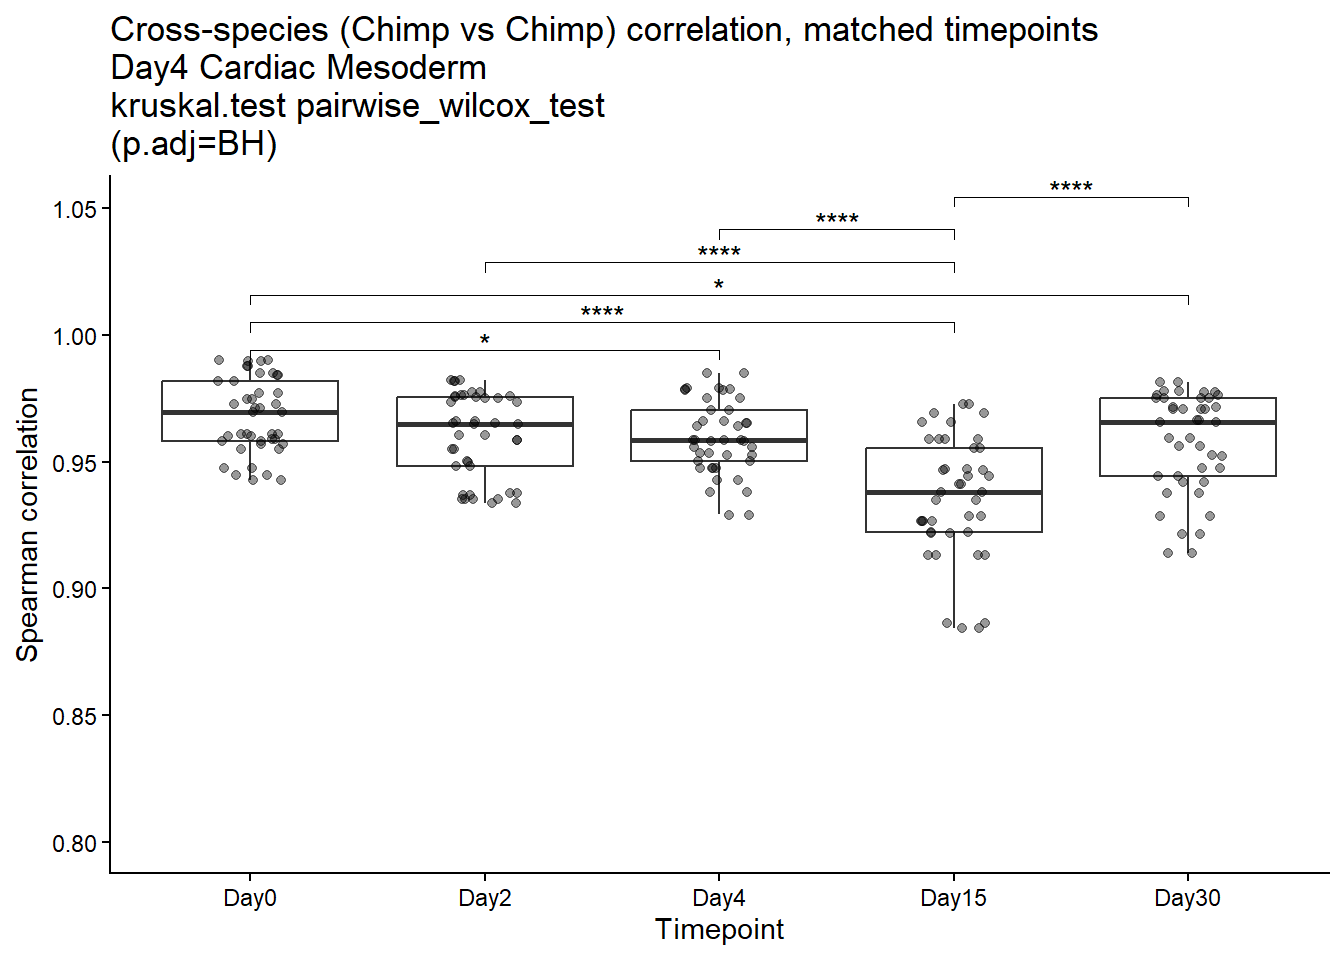 Cross-species (Chimp vs Chimp) correlation, matched timepoints
Day4 Cardiac Mesoderm
kruskal.test pairwise_wilcox_test
(p.adj=BH)
****
****
****
*
****
*
1.05
1.00
0.95
0.90
0.85
0.80
Spearman correlation
Day0 Day2 Day4 Day15 Day30
Timepoint